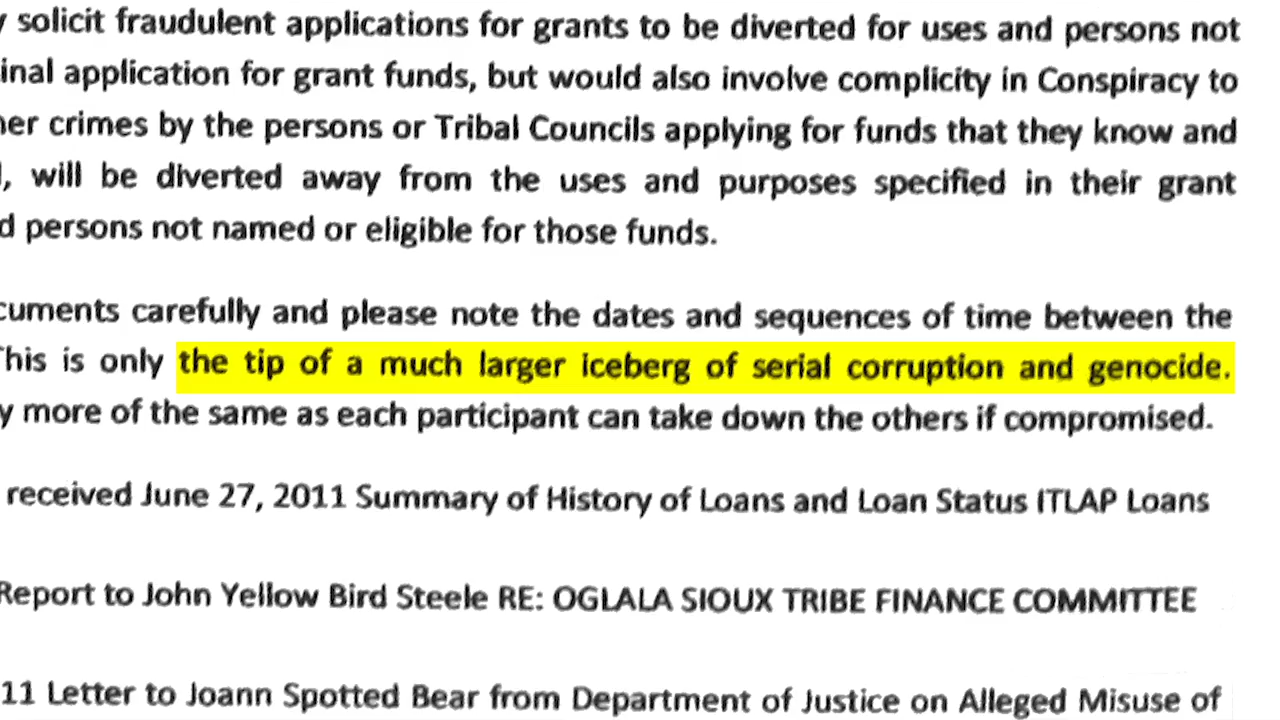 solicit fraudulent applications for grants to be diverted for uses and persons not
inal application for grant funds, but would also involve complicity in Conspiracy to
er crimes by the persons or Tribal Councils applying for funds that they know and
, will be diverted away from the uses and purposes specified in their grant
d persons not named or eligible for those funds.
cuments carefully and please note the dates and sequences of time between the
This is only the tip of a much larger iceberg of serial corruption and genocide.
y more of the same as each participant can take down the others if compromised.
received June 27, 2011 Summary of History of Loans and Loan Status ITLAP Loans
Report to John Yellow Bird Steele RE: OGLALA SIOUX TRIBE FINANCE COMMITTEE
11 Letter to Joann Spotted Bear from Department of Justice on Alleged Misuse of